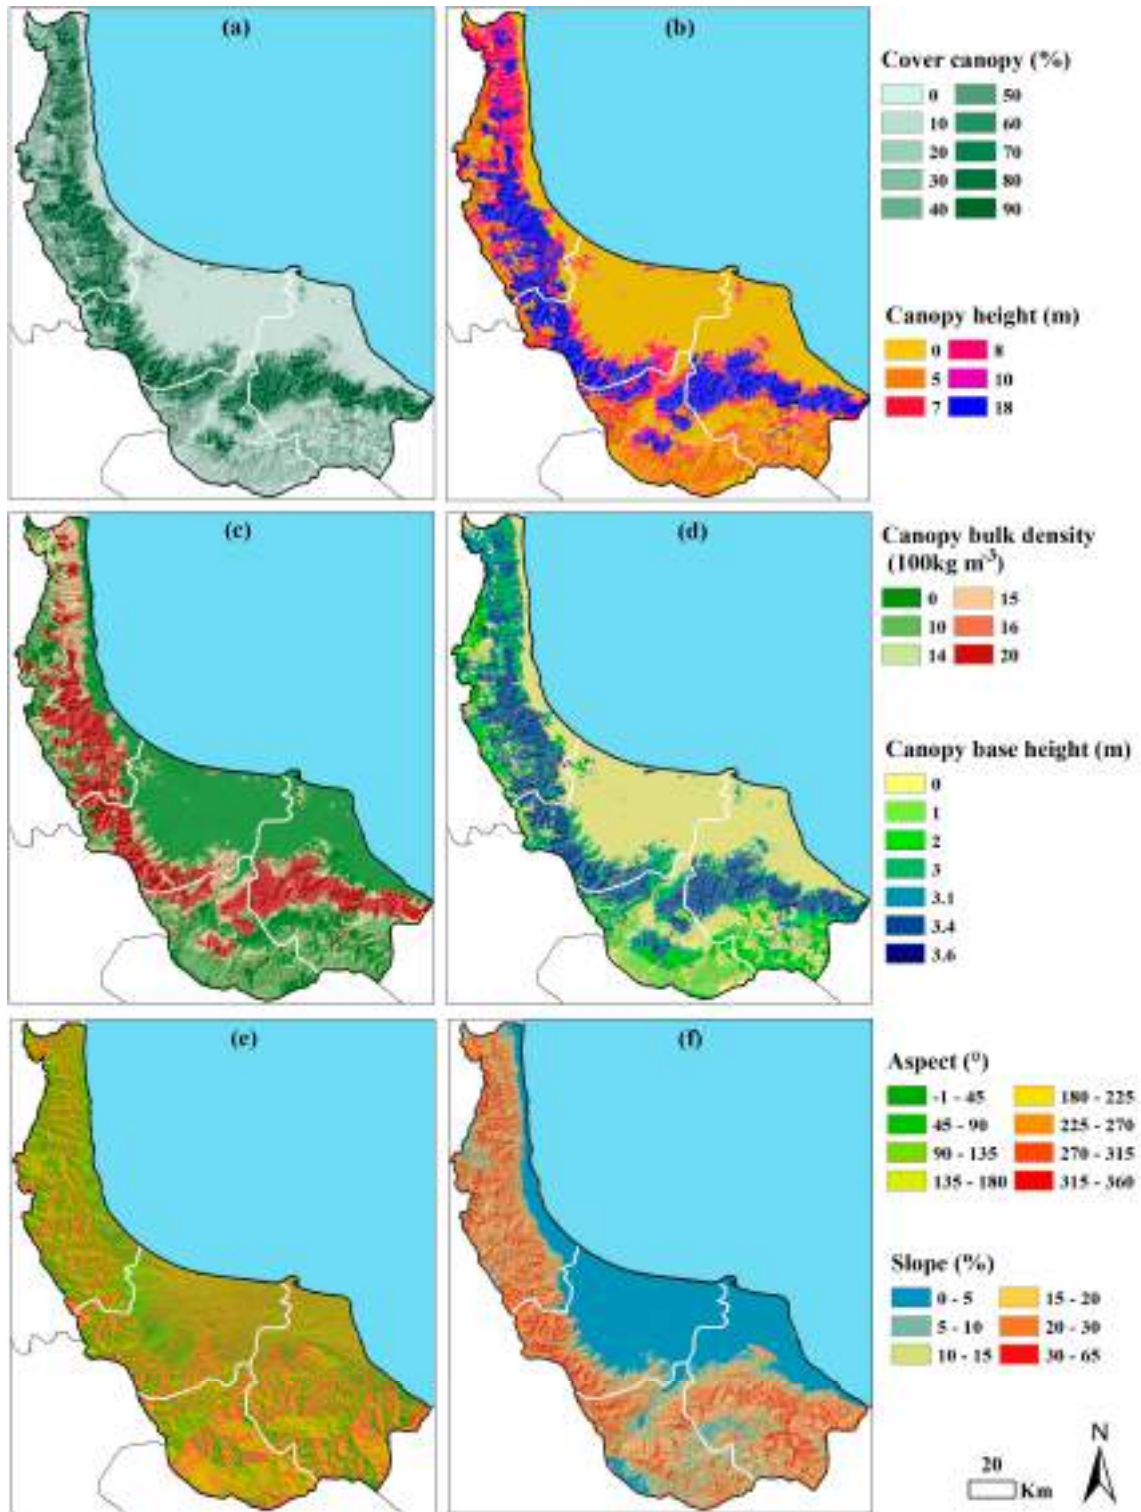 (a)
(b)
Cover canopy (%)
0 50
10 60
20 70
30 80
40 90
Canopy height (m)
0 8
5 10
7 18
(c)
(d)
Canopy bulk density
(100kg m-3)
0 15
10 16
14 20
Canopy base height (m)
0
1
2
3
3.1
3.4
3.6
(e)
(f)
Aspect (°)
-1 - 45 180 - 225
45 - 90 225 - 270
90 - 135 270 - 315
135 - 180 315 - 360
Slope (%)
0 - 5 15 - 20
5 - 10 20 - 30
10 - 15 30 - 65
N
20
Km